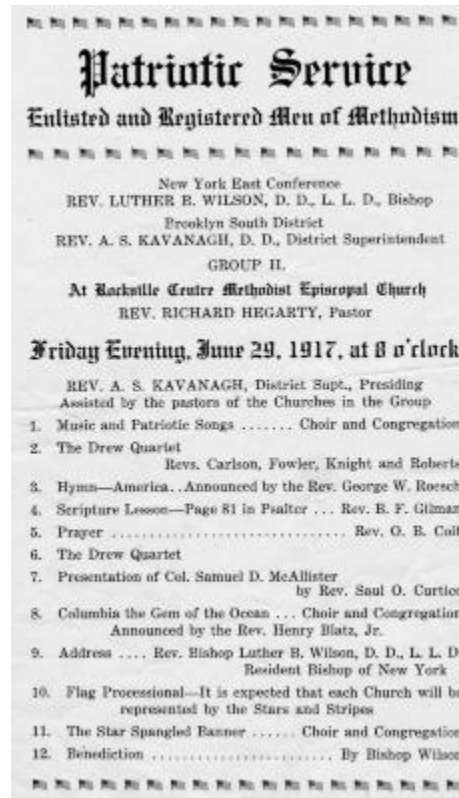 Patriotic Service
Enlisted and Registered Men of Methodism
New York East Conference
REV. LUTHER B. WILSON, D. D., L. L. D., Bishop
Brooklyn South District
REV. A. S. KAVANAGH, D. D., District Superintendent
GROUP II.
At Rockville Centre Methodist Episcopal Church
REV. RICHARD HEGARTY, Pastor
Friday Evening, June 29, 1917, at 8 o'clock
REV. A. S. KAVANAGH, District Supt., Presiding
Assisted by the pastors of the Churches in the Group
1. Music and Patriotic Songs ....... Choir and Congregation
2. The Drew Quartet
Revs. Carlson, Fowler, Knight and Roberts
3. Hymn—America. . Announced by the Rev. George W. Roesch
4. Scripture Lesson—Page 81 in Psalter ... Rev. B. F. Gilman
5. Prayer ................................ Rev. O. B. Coit
6. The Drew Quartet
7. Presentation of Col. Samuel D. McAllister
by Rev. Saul O. Curtice
8. Columbia the Gem of the Ocean ... Choir and Congregation
Announced by the Rev. Henry Blatz, Jr.
9. Address .... Rev. Bishop Luther B. Wilson, D. D., L. L. D
Resident Bishop of New York
10. Flag Processional—It is expected that each Church will be
represented by the Stars and Stripes
11. The Star Spangled Banner ...... Choir and Congregation
12. Benediction ........................ By Bishop Wilson